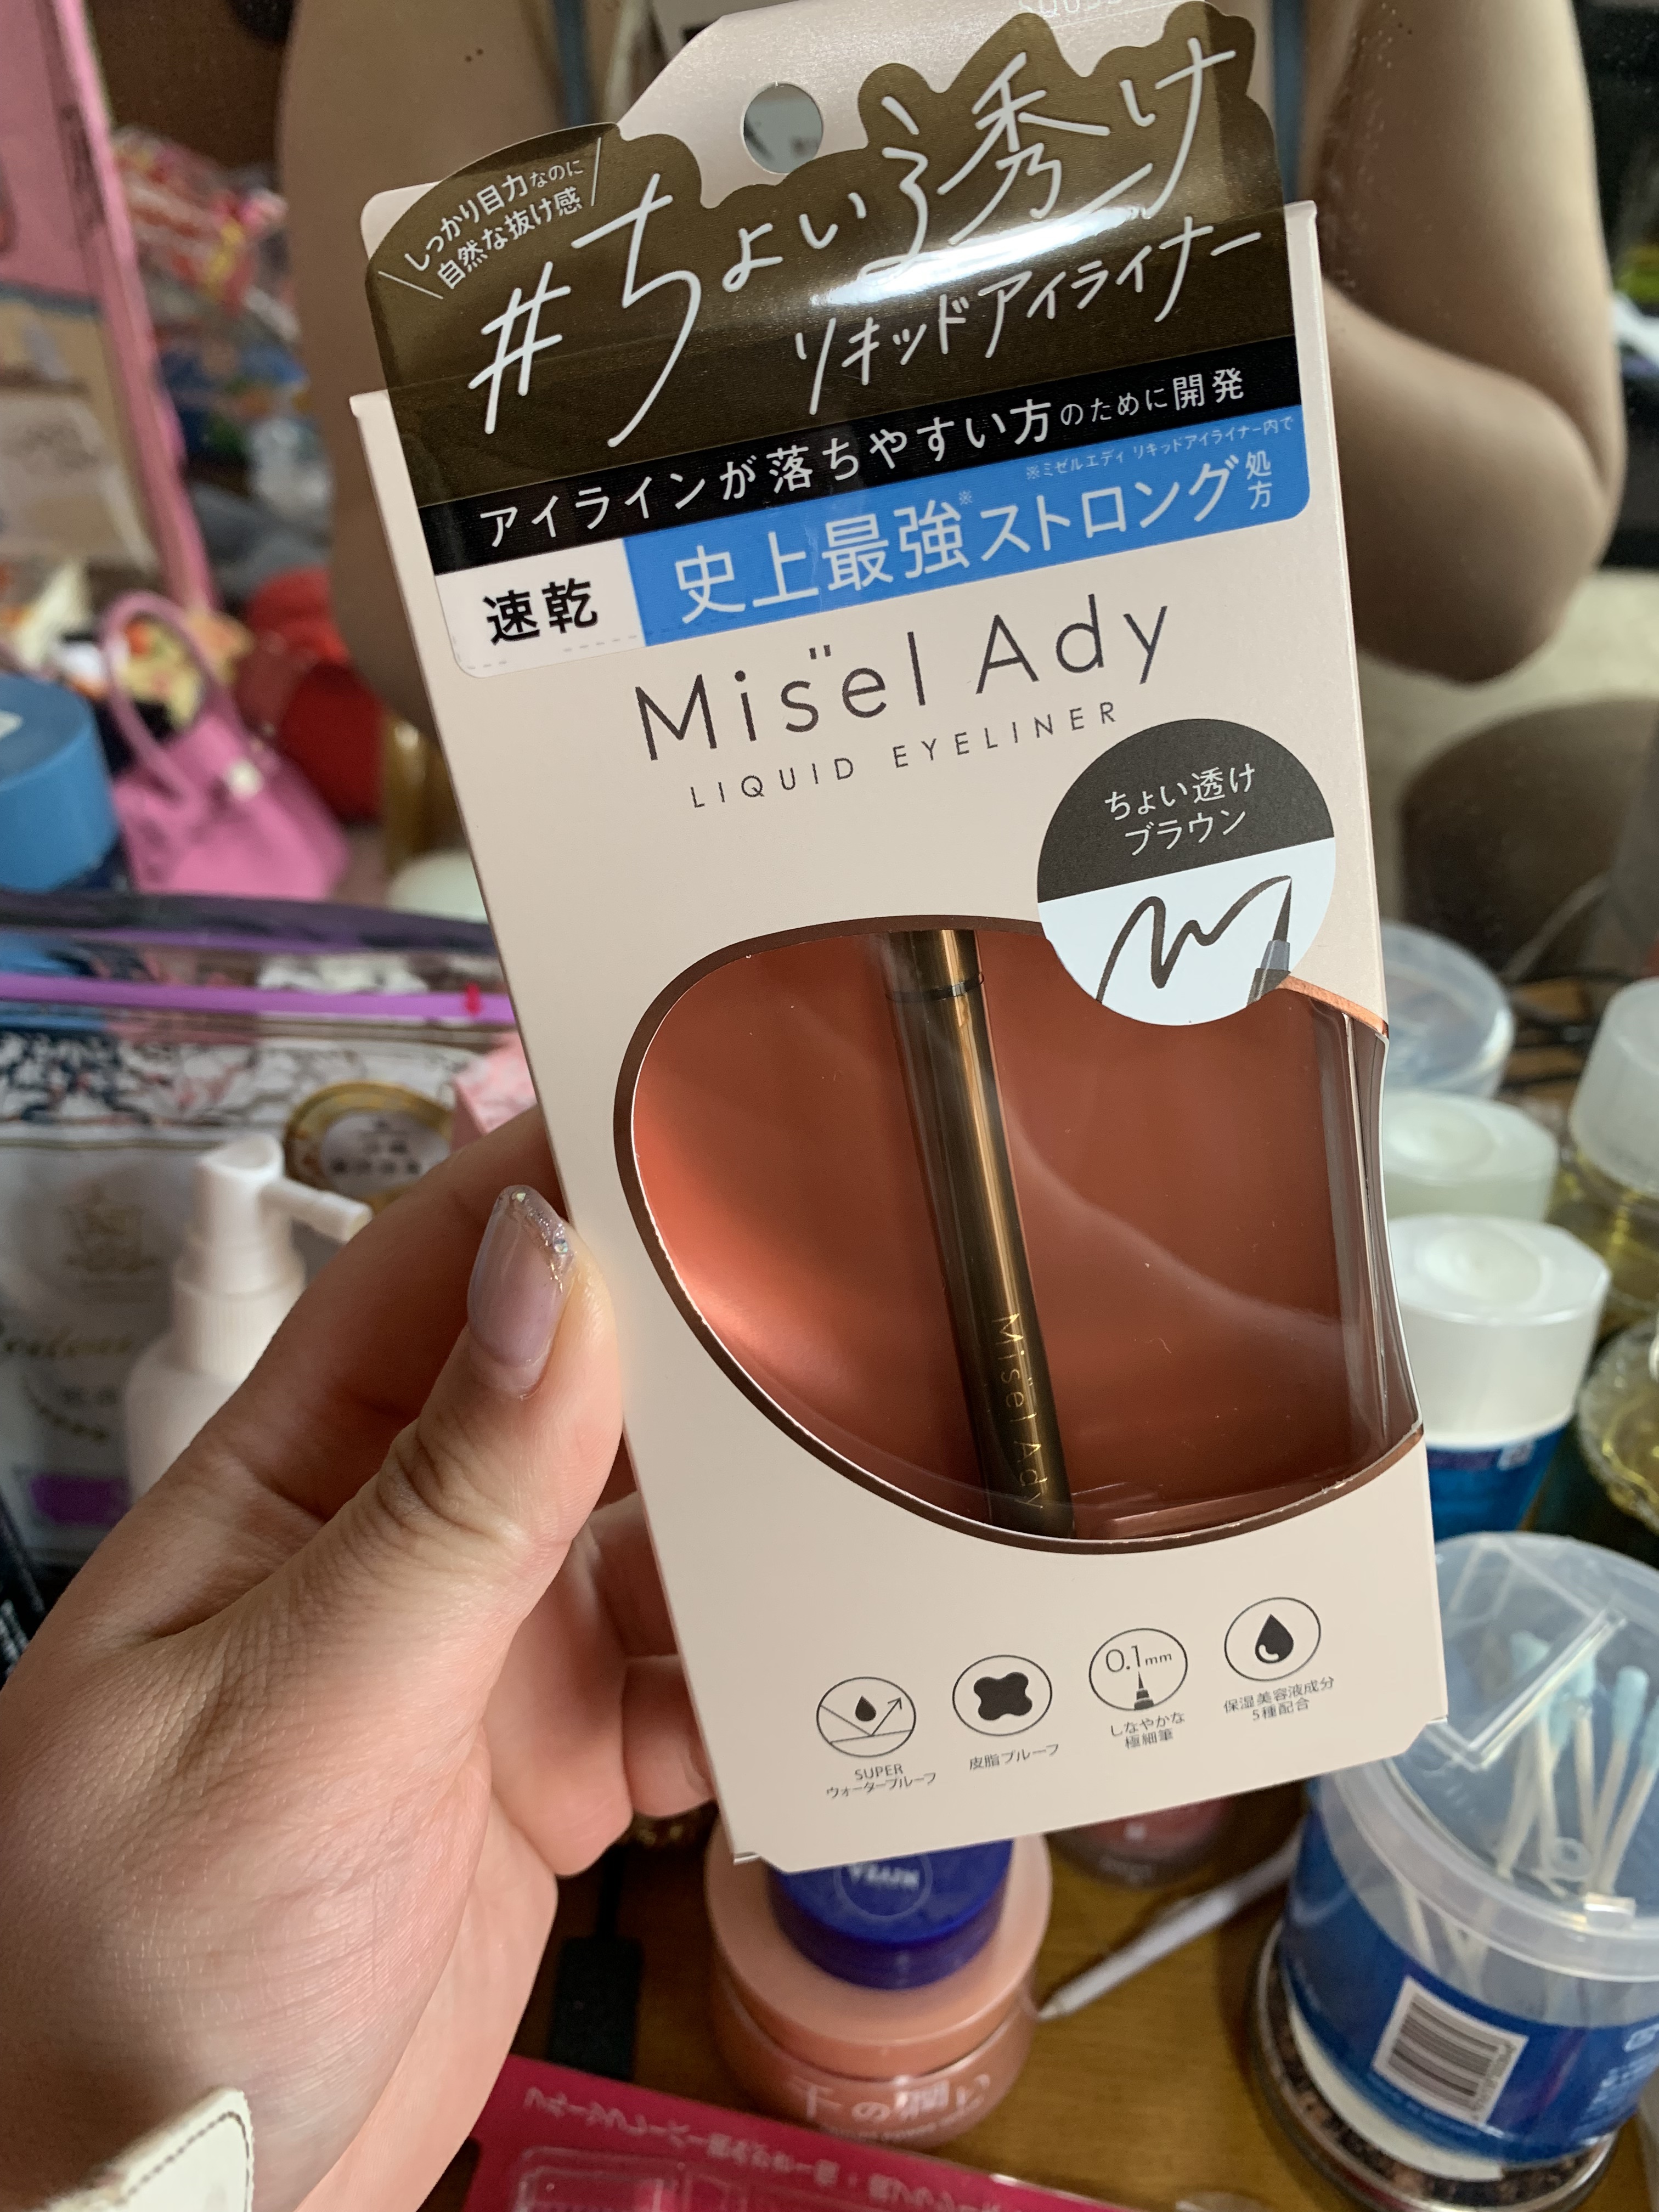 しっかり目力なのに
自然な抜け感
#ちょい透け
リキッドアイライナー
アイラインが落ちやすい方のために開発
※ミゼルエディ リキッドアイライナー内で
速乾 史上最強※ストロング処方
Misël Ady
LIQUID EYELINER
ちょい透け
ブラウン
Misël Ady
SUPER
ウォータープルーフ
皮脂プルーフ
0.1mm
しなやかな
極細筆
保湿美容液成分
5種配合
NIVEA